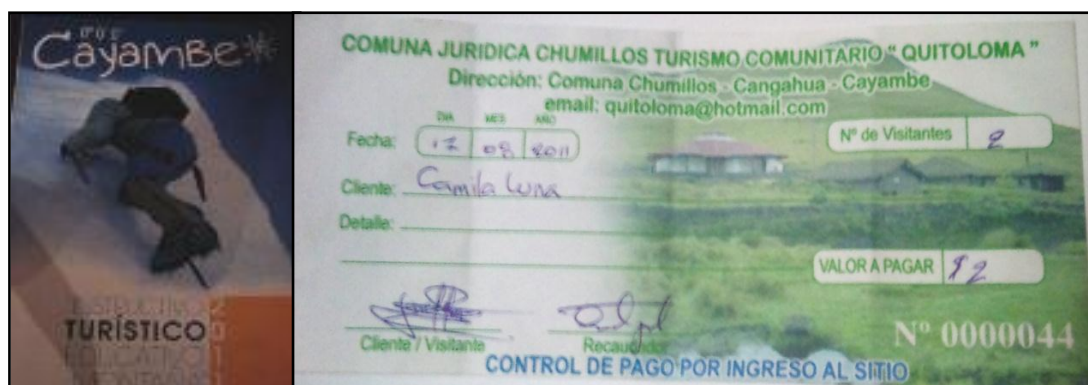 Cayambe
TURÍSTICO
COMUNA JURIDICA CHUMILLOS TURISMO COMUNITARIO " QUITOLOMA "
Dirección: Comuna Chumillos - Cangahua - Cayambe
email: quitoloma@hotmail.com
DIA MES AÑO
Fecha: 08 2011
Nº de Visitantes 2
Cliente: Camila Luna
Detalle:
VALOR A PAGAR $2
Cliente / Visitante Recaudador
Nº 0000044
CONTROL DE PAGO POR INGRESO AL SITIO